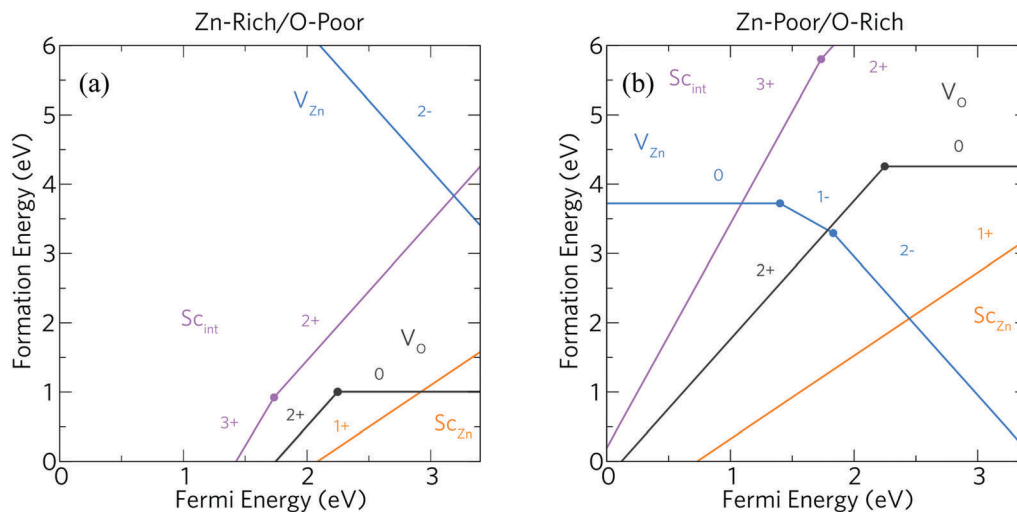 Zn-Rich/O-Poor
6
(a)
V_Zn
2-
5
4
3
Sc_int
2+
2
V_O
0
1
3+
2+
1+
Sc_Zn
0
0
1
2
3
Formation Energy (eV)
Fermi Energy (eV)
Zn-Poor/O-Rich
6
(b)
Sc_int
3+
2+
V_O
5
V_Zn
0
0
4
1-
3
2+
2-
1+
2
Sc_Zn
1
0
0
1
2
3
Formation Energy (eV)
Fermi Energy (eV)